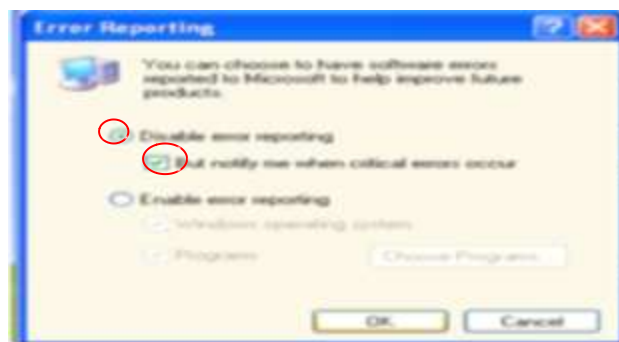 Error Reporting
You can choose to have software errors
reported to Microsoft to help improve future
products.
Disable error reporting
But notify me when critical errors occur
Enable error reporting
Windows operating system
Programs
Choose Programs...
OK
Cancel